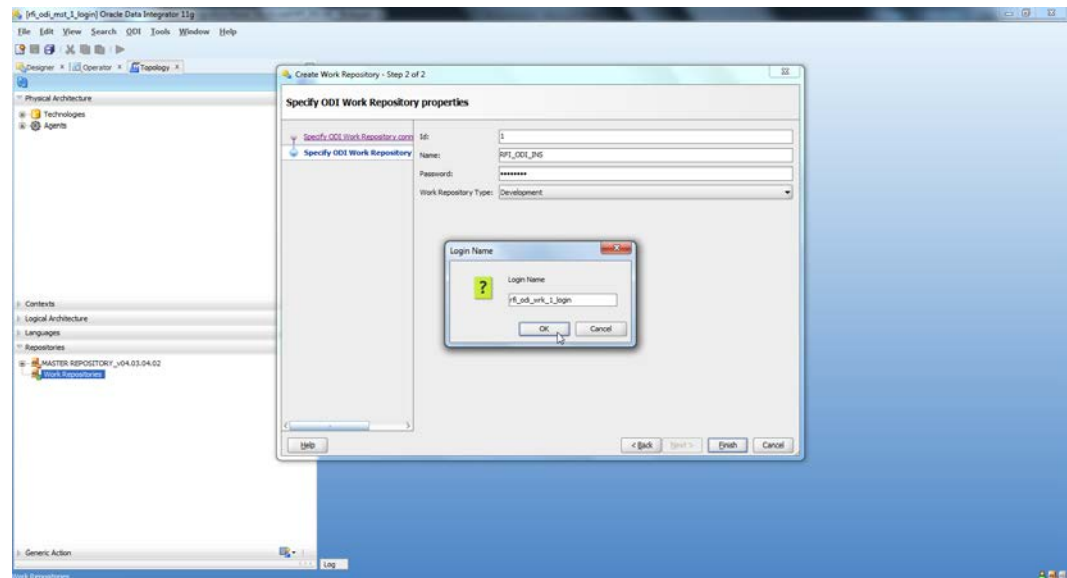 [rfi_odi_mst_1_login] Oracle Data Integrator 11g
File Edit View Search ODI Tools Window Help
Designer Operator Topology
Physical Architecture
Technologies
Agents
Contexts
Logical Architecture
Languages
Repositories
MASTER REPOSITORY_v04.03.04.02
Work Repositories
Generic Action
Work Repositories
Log
Create Work Repository - Step 2 of 2
Specify ODI Work Repository properties
Specify ODI Work Repository conn
Specify ODI Work Repository
Id: 1
Name: RFI_ODI_INS
Password: ••••••••
Work Repository Type: Development
Login Name
?
Login Name
rfi_odi_wrk_1_login
OK Cancel
Help
< Back Next > Finish Cancel